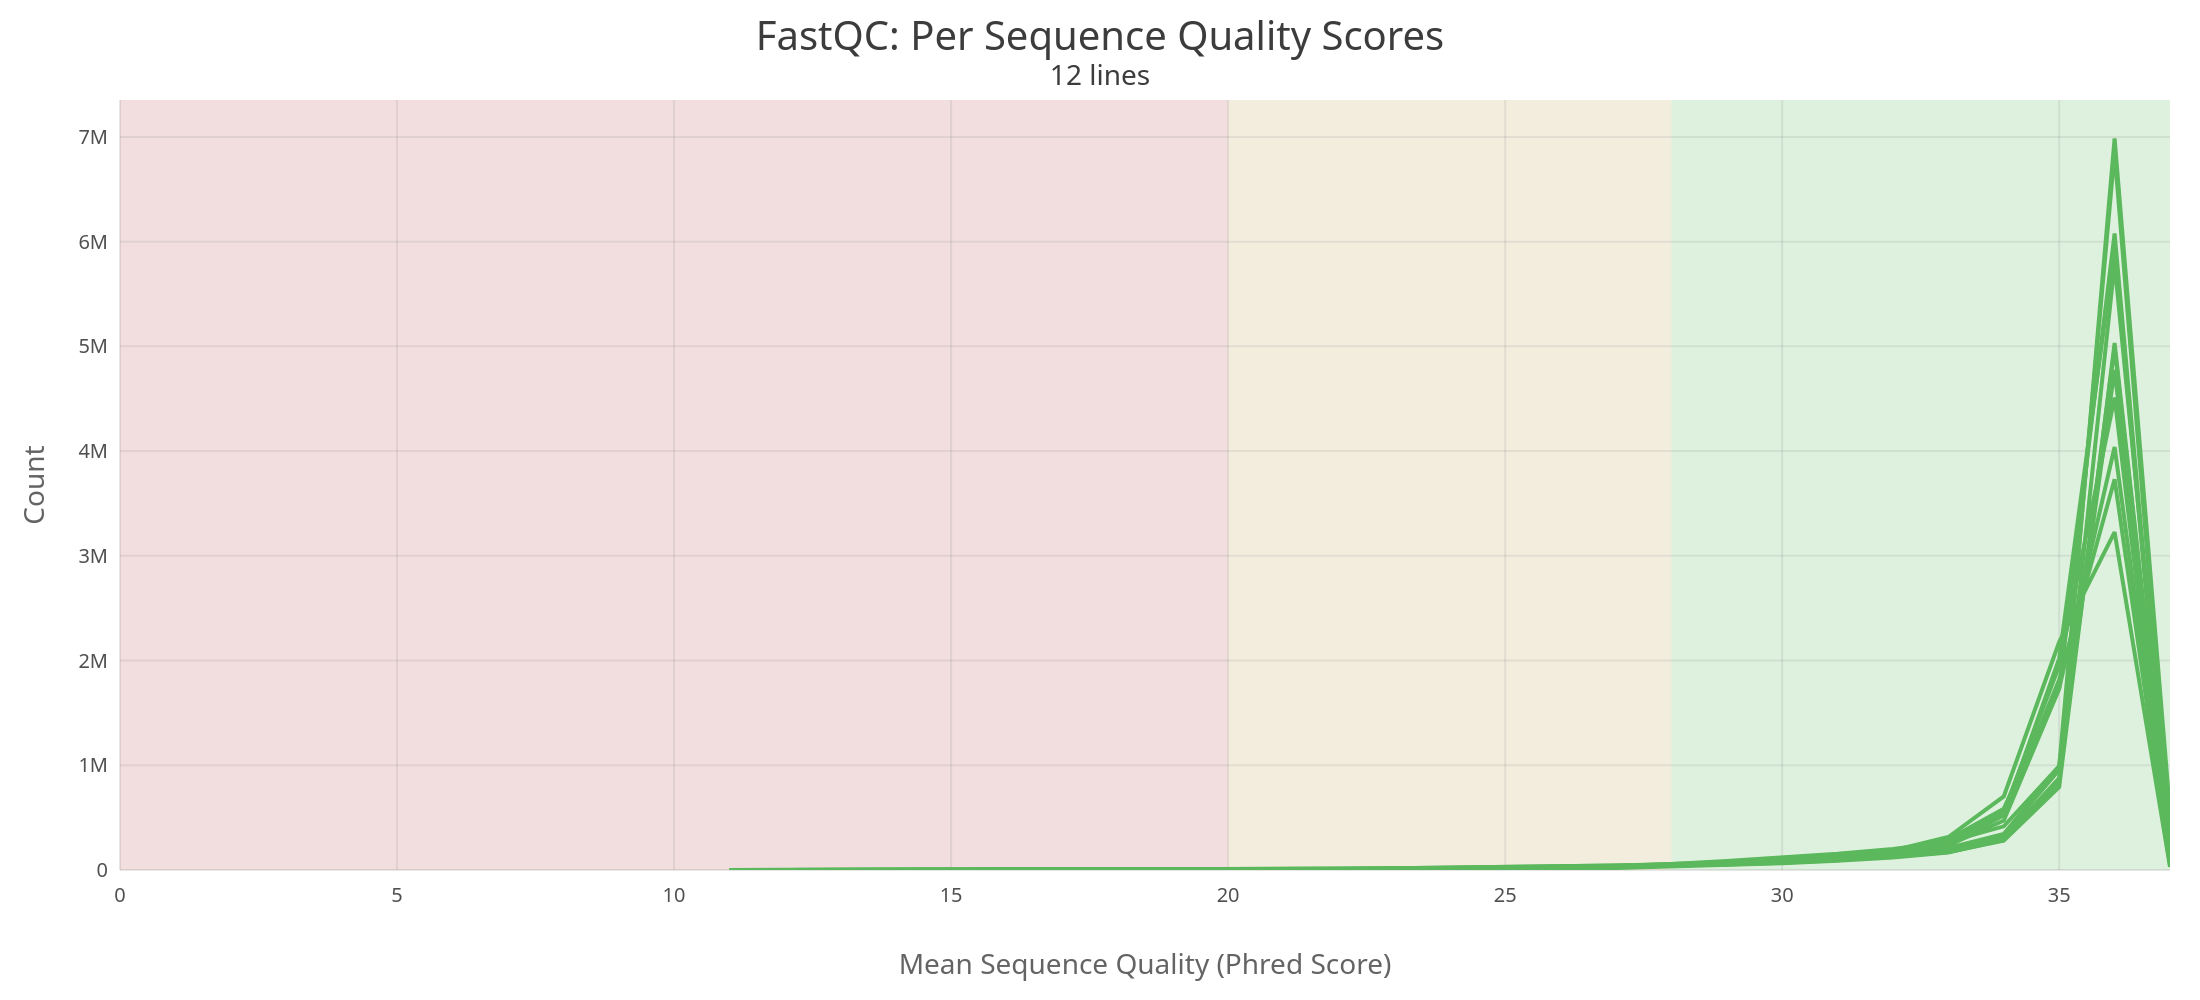 FastQC: Per Sequence Quality Scores
12 lines
7M
6M
5M
4M
3M
2M
1M
0
Count
0 5 10 15 20 25 30 35
Mean Sequence Quality (Phred Score)